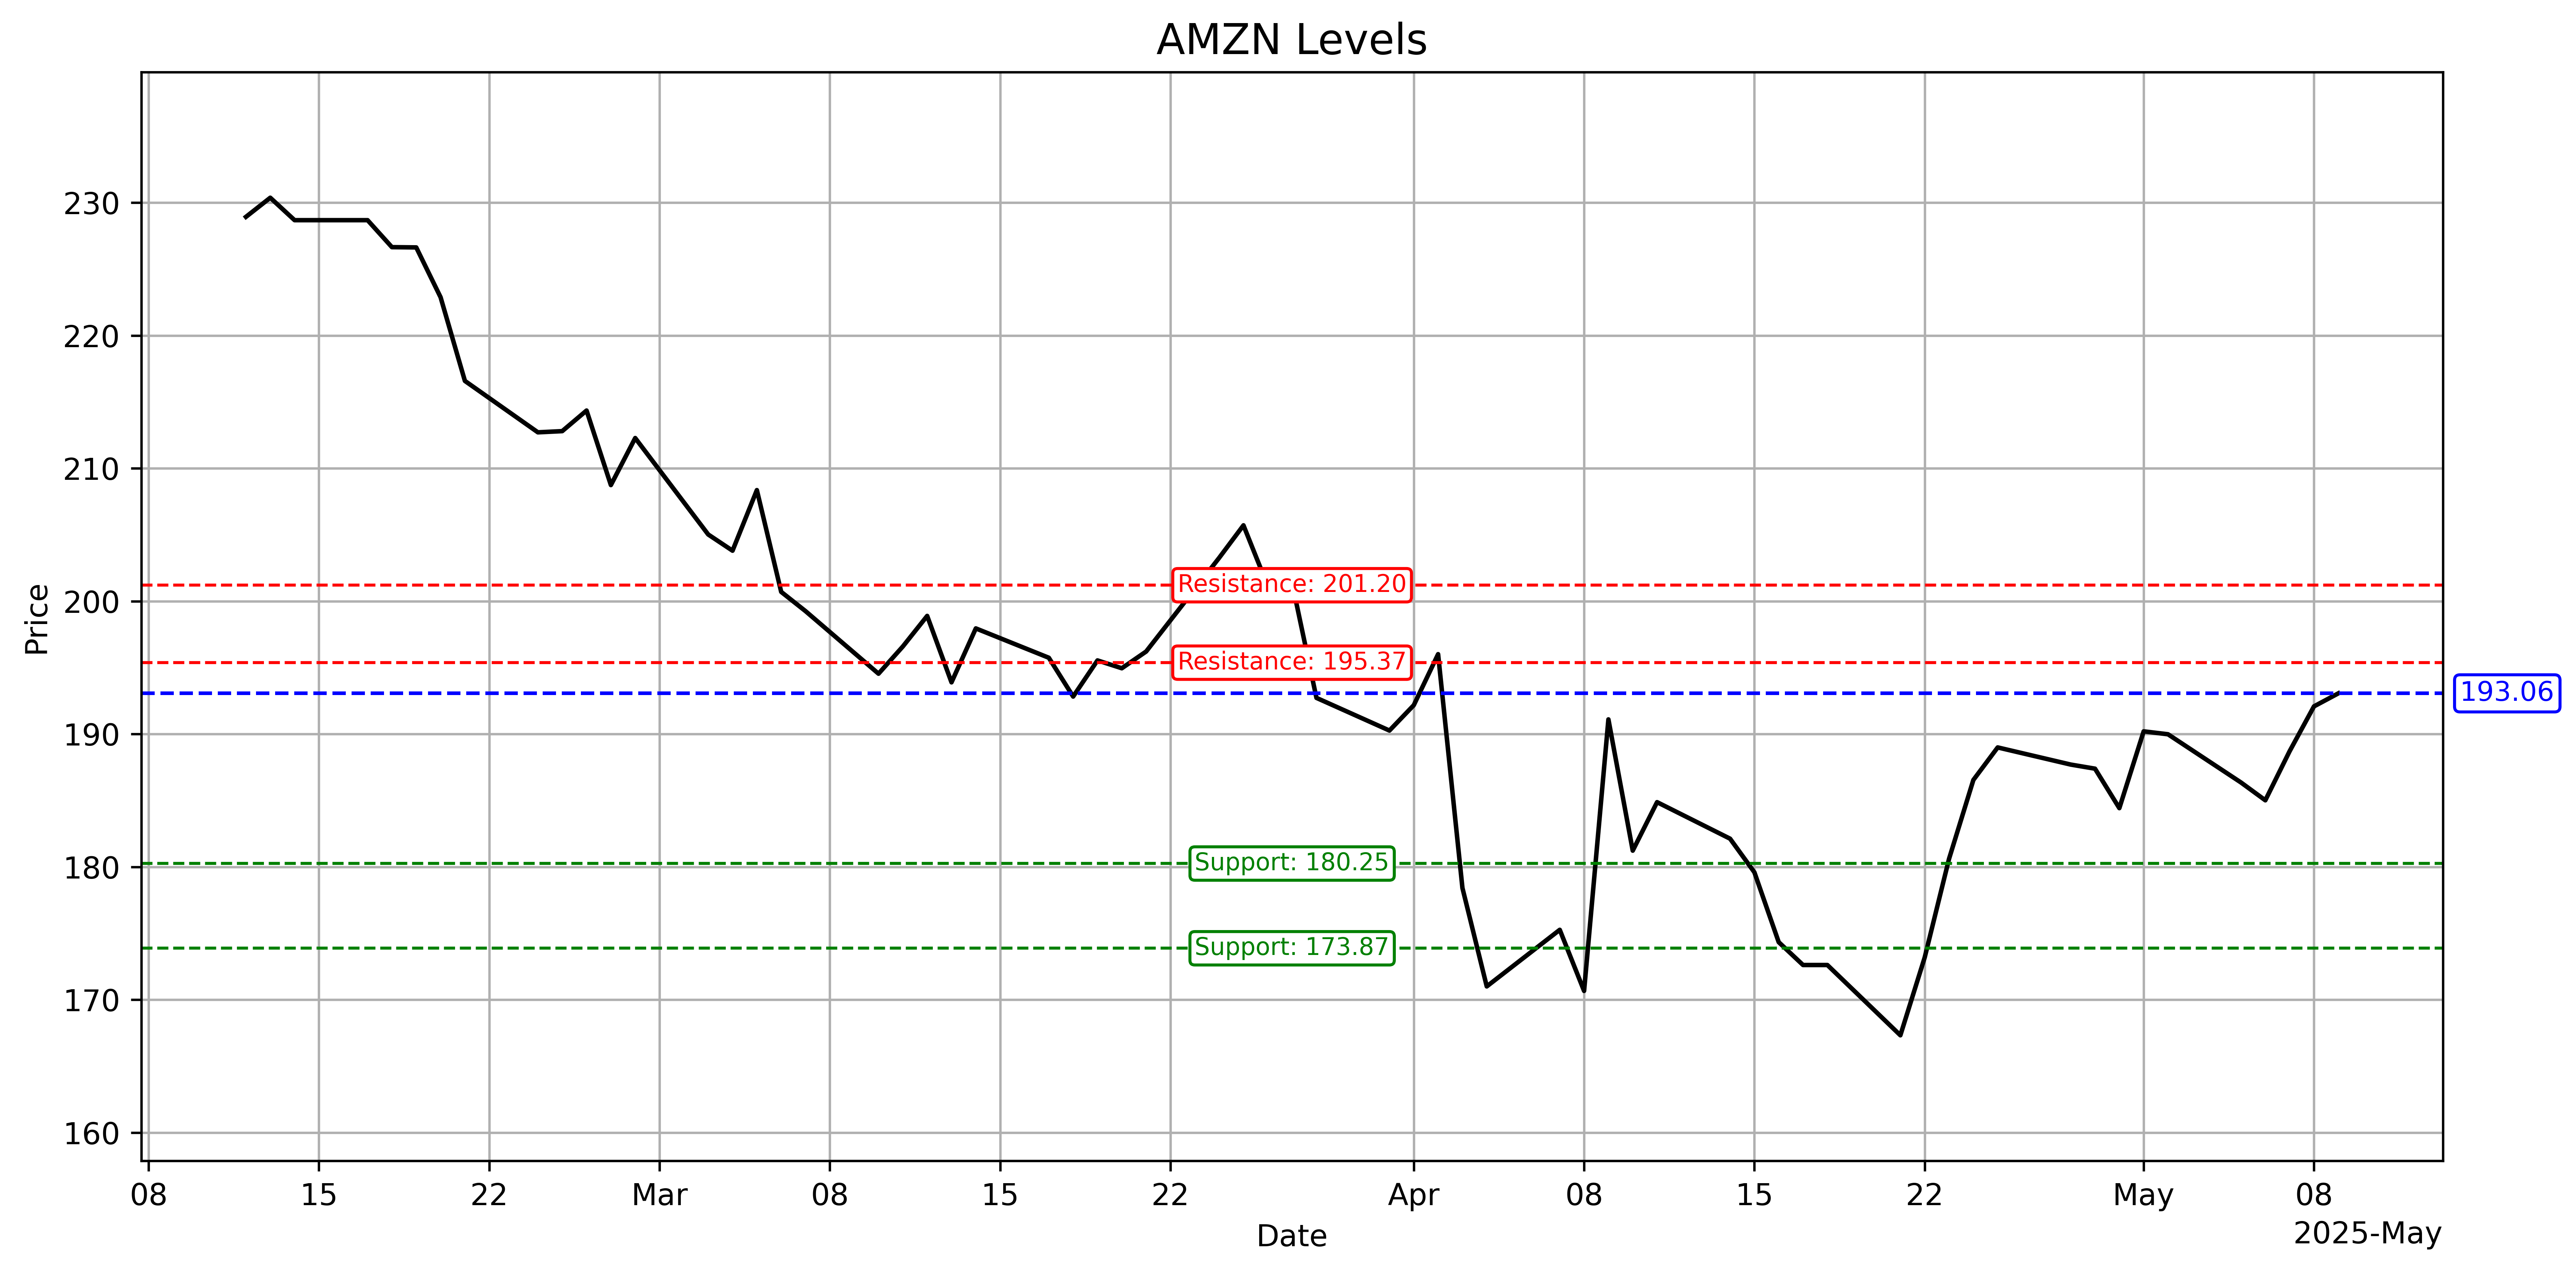 AMZN Levels
Price
230
220
210
200
190
180
170
160
Resistance: 201.20
Resistance: 195.37
193.06
Support: 180.25
Support: 173.87
08 15 22 Mar 08 15 22 Apr 08 15 22 May 08
Date
2025-May